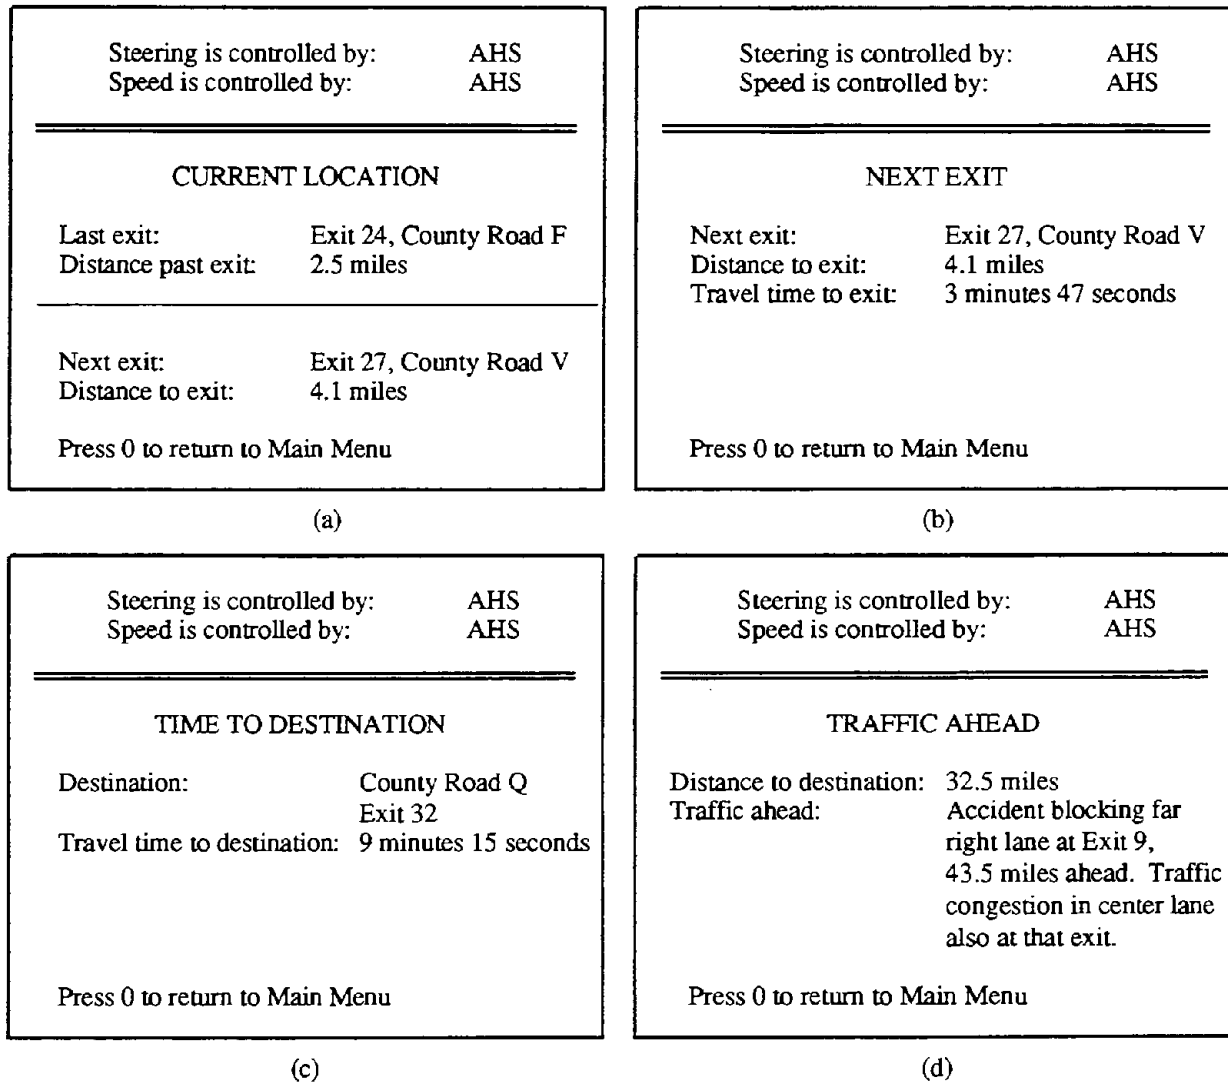 Steering is controlled by: AHS
Speed is controlled by: AHS
CURRENT LOCATION
Last exit: Exit 24, County Road F
Distance past exit: 2.5 miles
Next exit: Exit 27, County Road V
Distance to exit: 4.1 miles
Press 0 to return to Main Menu
(a)
Steering is controlled by: AHS
Speed is controlled by: AHS
NEXT EXIT
Next exit: Exit 27, County Road V
Distance to exit: 4.1 miles
Travel time to exit: 3 minutes 47 seconds
Press 0 to return to Main Menu
(b)
Steering is controlled by: AHS
Speed is controlled by: AHS
TIME TO DESTINATION
Destination: County Road Q
Exit 32
Travel time to destination: 9 minutes 15 seconds
Press 0 to return to Main Menu
(c)
Steering is controlled by: AHS
Speed is controlled by: AHS
TRAFFIC AHEAD
Distance to destination: 32.5 miles
Traffic ahead: Accident blocking far
right lane at Exit 9,
43.5 miles ahead. Traffic
congestion in center lane
also at that exit.
Press 0 to return to Main Menu
(d)